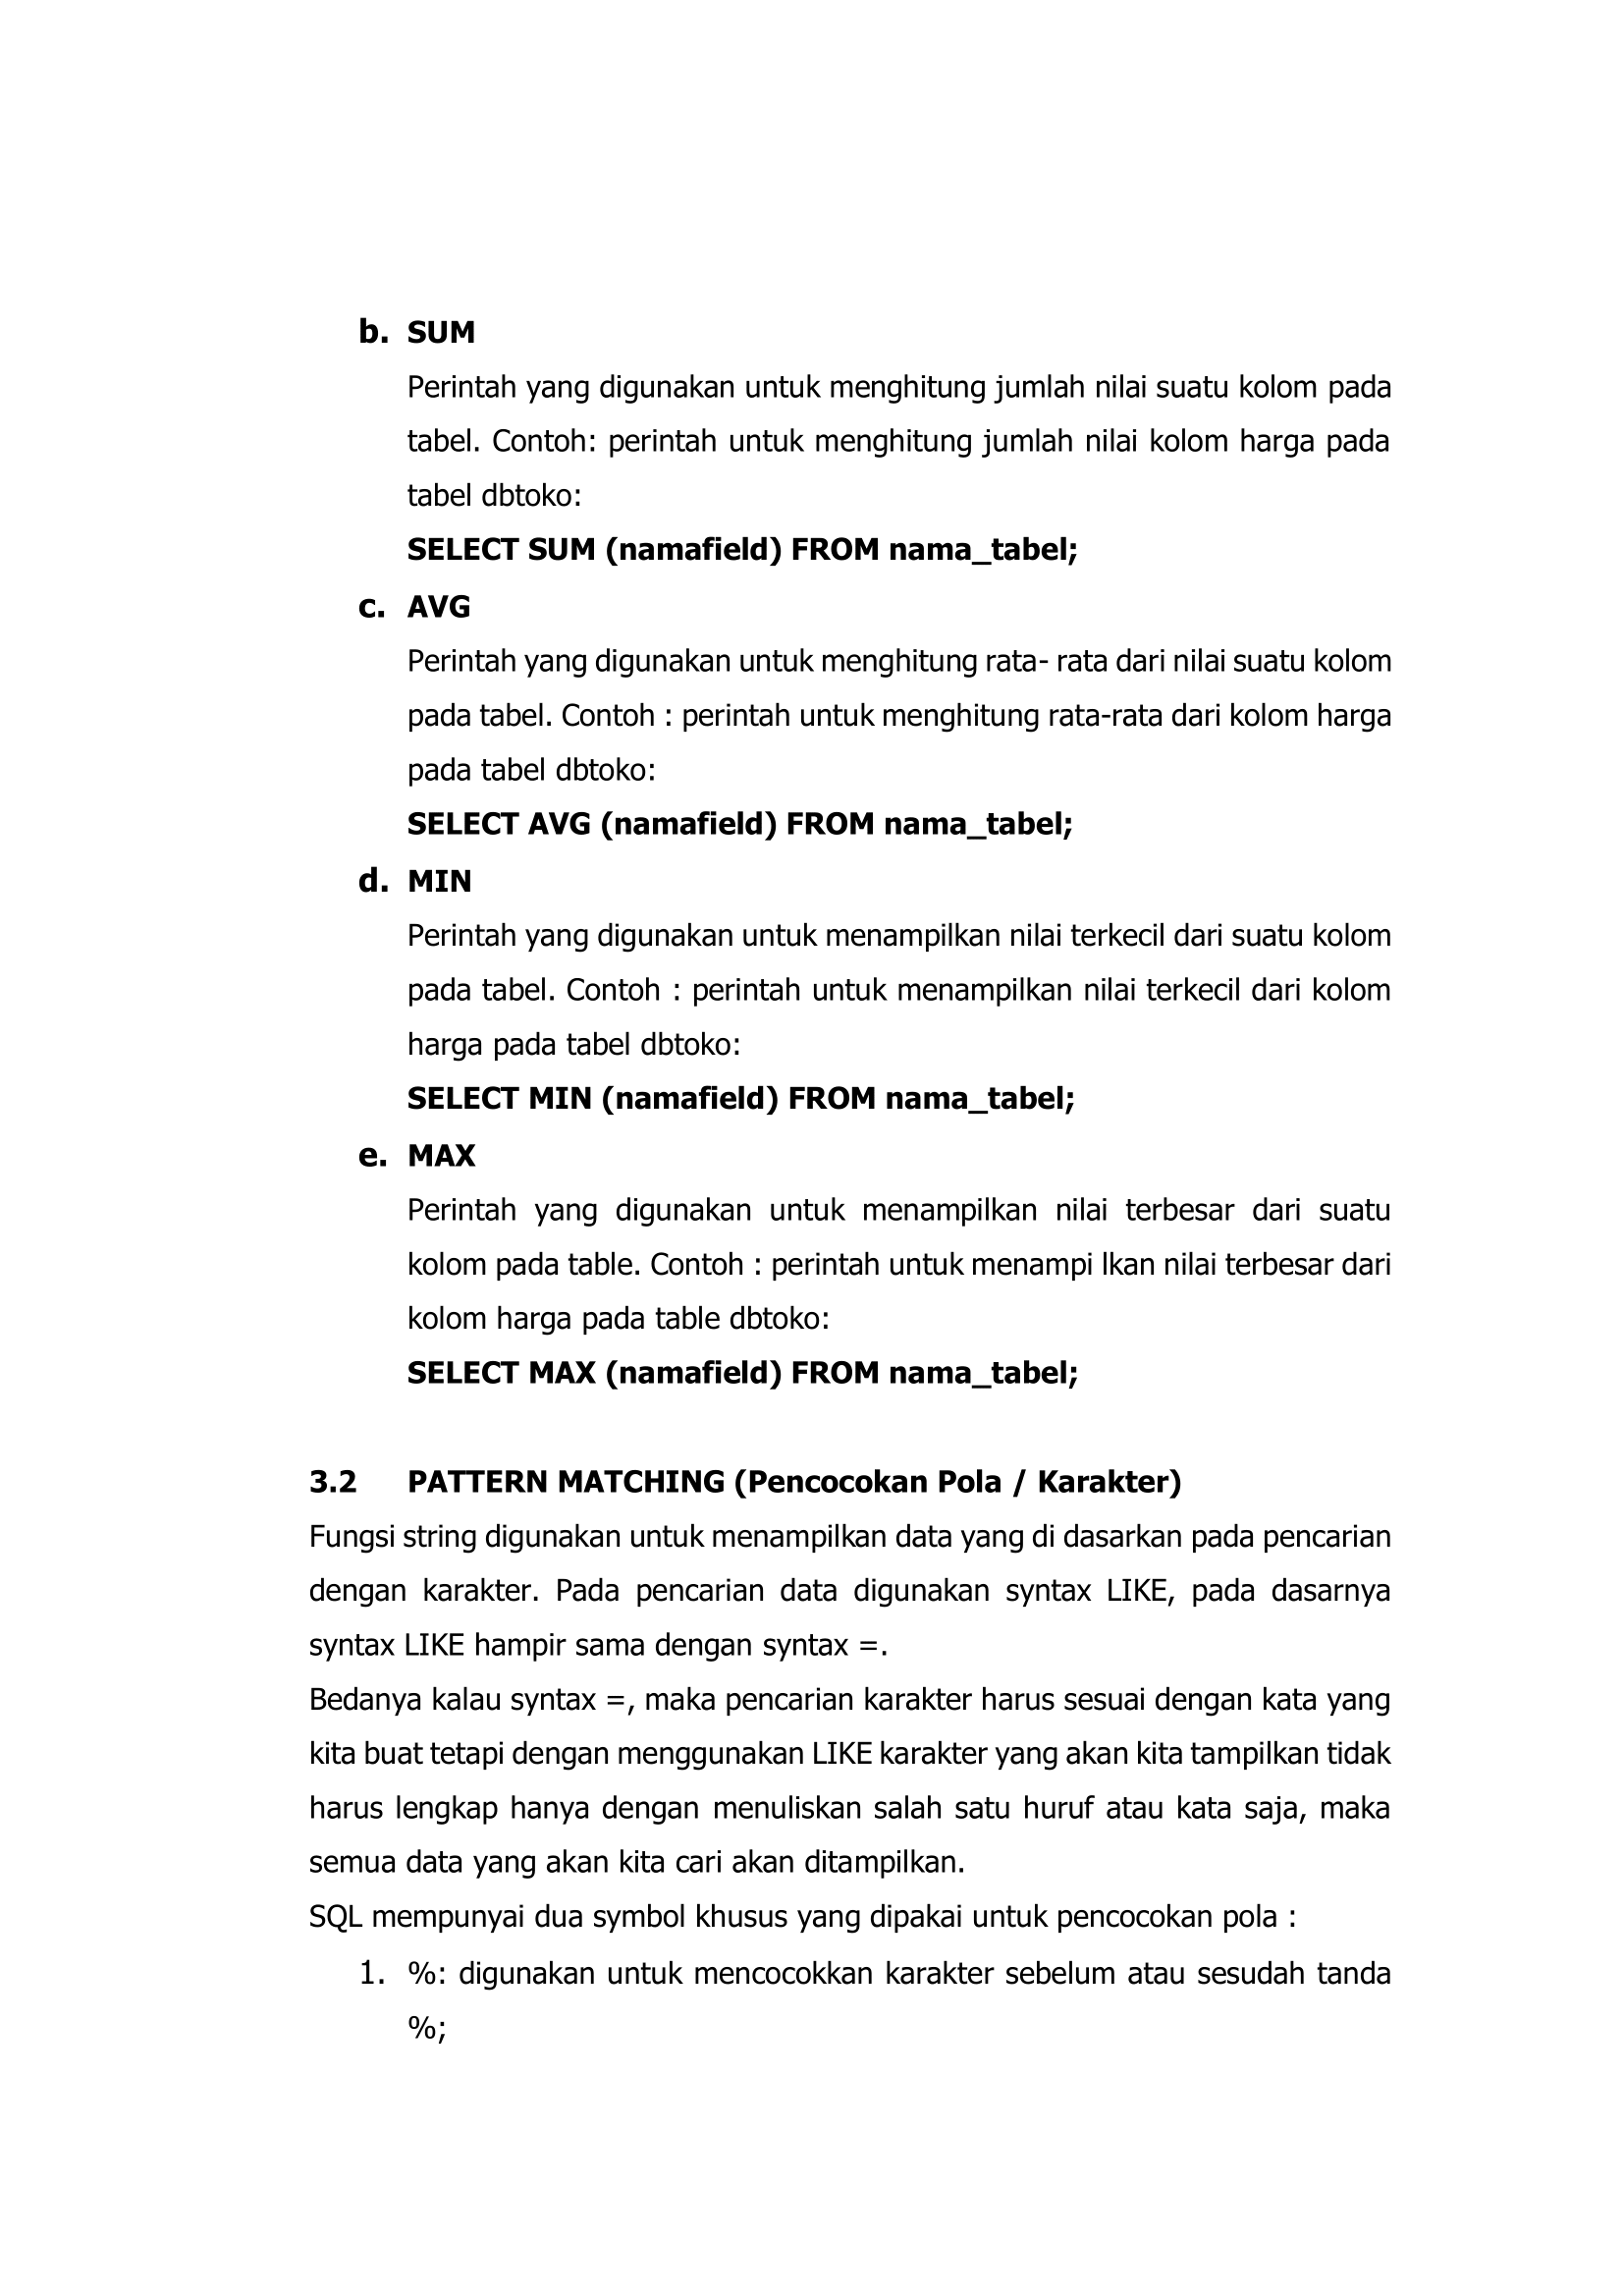 b. SUM
Perintah yang digunakan untuk menghitung jumlah nilai suatu kolom pada
tabel. Contoh: perintah untuk menghitung jumlah nilai kolom harga pada
tabel dbtoko:
SELECT SUM (namafield) FROM nama_tabel;
c. AVG
Perintah yang digunakan untuk menghitung rata- rata dari nilai suatu kolom
pada tabel. Contoh : perintah untuk menghitung rata-rata dari kolom harga
pada tabel dbtoko:
SELECT AVG (namafield) FROM nama_tabel;
d. MIN
Perintah yang digunakan untuk menampilkan nilai terkecil dari suatu kolom
pada tabel. Contoh : perintah untuk menampilkan nilai terkecil dari kolom
harga pada tabel dbtoko:
SELECT MIN (namafield) FROM nama_tabel;
e. MAX
Perintah yang digunakan untuk menampilkan nilai terbesar dari suatu
kolom pada table. Contoh : perintah untuk menampi lkan nilai terbesar dari
kolom harga pada table dbtoko:
SELECT MAX (namafield) FROM nama_tabel;
3.2 PATTERN MATCHING (Pencocokan Pola / Karakter)
Fungsi string digunakan untuk menampilkan data yang di dasarkan pada pencarian
dengan karakter. Pada pencarian data digunakan syntax LIKE, pada dasarnya
syntax LIKE hampir sama dengan syntax =.
Bedanya kalau syntax =, maka pencarian karakter harus sesuai dengan kata yang
kita buat tetapi dengan menggunakan LIKE karakter yang akan kita tampilkan tidak
harus lengkap hanya dengan menuliskan salah satu huruf atau kata saja, maka
semua data yang akan kita cari akan ditampilkan.
SQL mempunyai dua symbol khusus yang dipakai untuk pencocokan pola :
1. %: digunakan untuk mencocokkan karakter sebelum atau sesudah tanda
%;